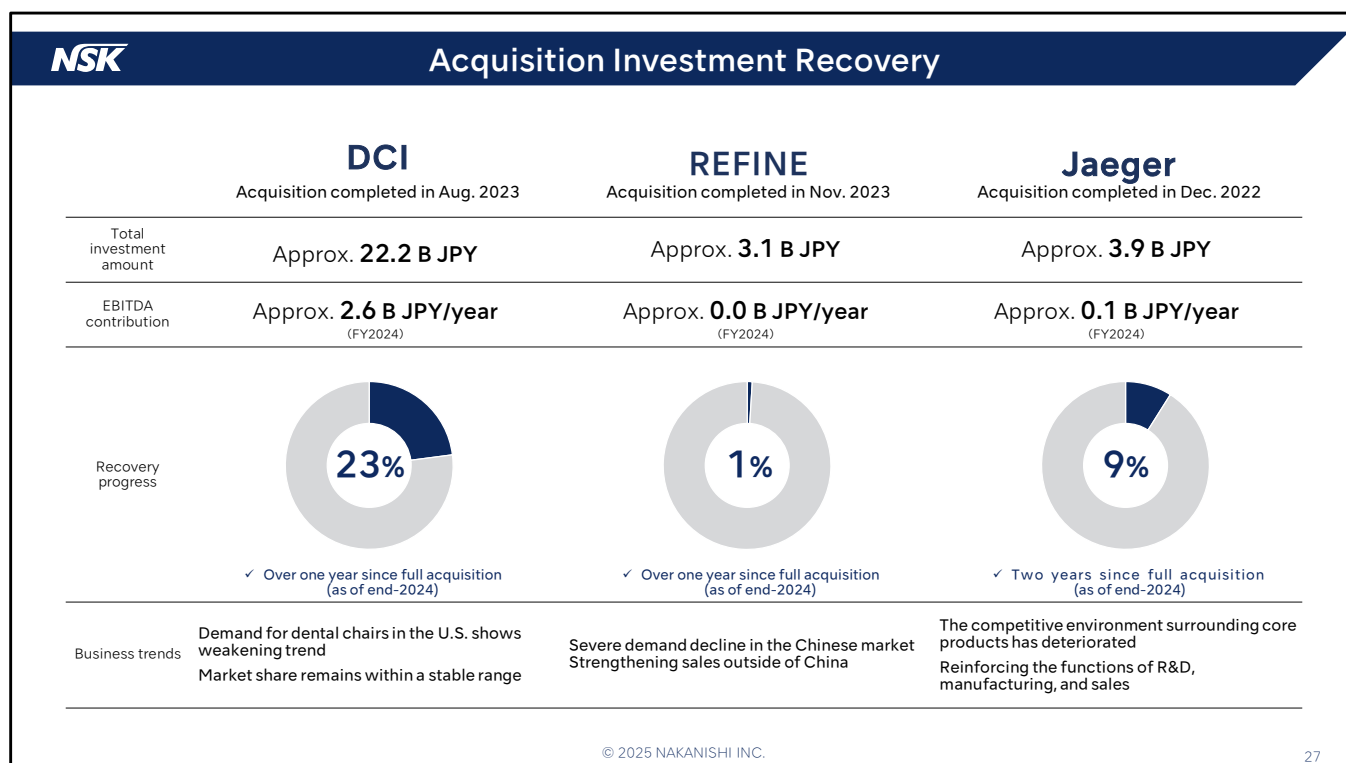 NSK
Acquisition Investment Recovery
DCI
Acquisition completed in Aug. 2023
REFINE
Acquisition completed in Nov. 2023
Jaeger
Acquisition completed in Dec. 2022
Total
investment
amount
Approx. 22.2 B JPY
Approx. 3.1 B JPY
Approx. 3.9 B JPY
EBITDA
contribution
Approx. 2.6 B JPY/year
(FY2024)
Approx. 0.0 B JPY/year
(FY2024)
Approx. 0.1 B JPY/year
(FY2024)
Recovery
progress
23%
1%
9%
✓ Over one year since full acquisition
(as of end-2024)
✓ Over one year since full acquisition
(as of end-2024)
✓ Two years since full acquisition
(as of end-2024)
Business trends
Demand for dental chairs in the U.S. shows
weakening trend
Market share remains within a stable range
Severe demand decline in the Chinese market
Strengthening sales outside of China
The competitive environment surrounding core
products has deteriorated
Reinforcing the functions of R&D,
manufacturing, and sales
© 2025 NAKANISHI INC.
27